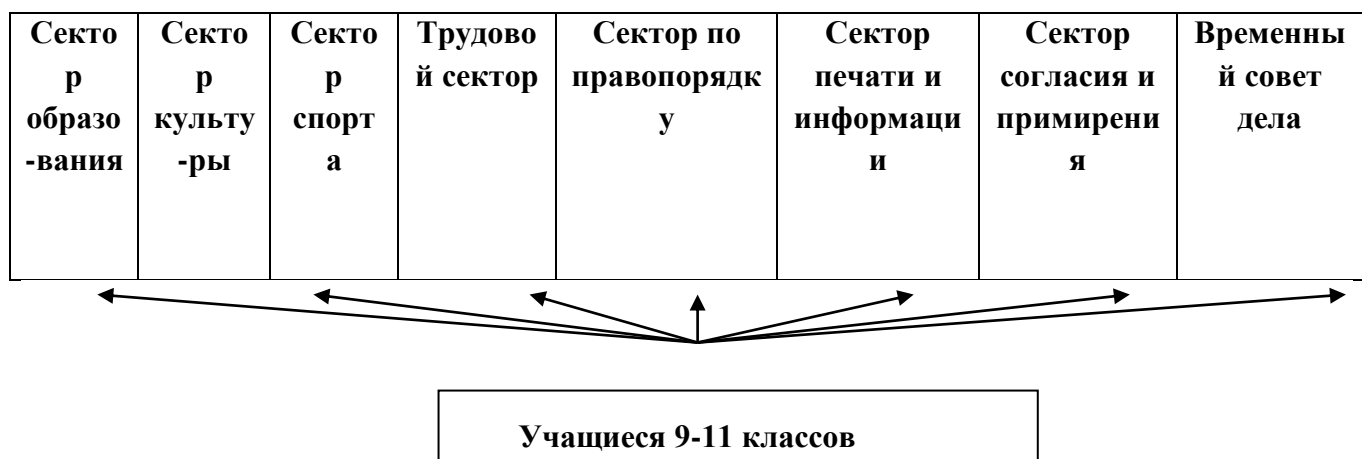 Секто
р
образо
-вания
Секто
р
культу
-ры
Секто
р
спорт
а
Трудово
й сектор
Сектор по
правопорядк
у
Сектор
печати и
информаци
и
Сектор
согласия и
примирени
я
Временны
й совет
дела
Учащиеся 9-11 классов